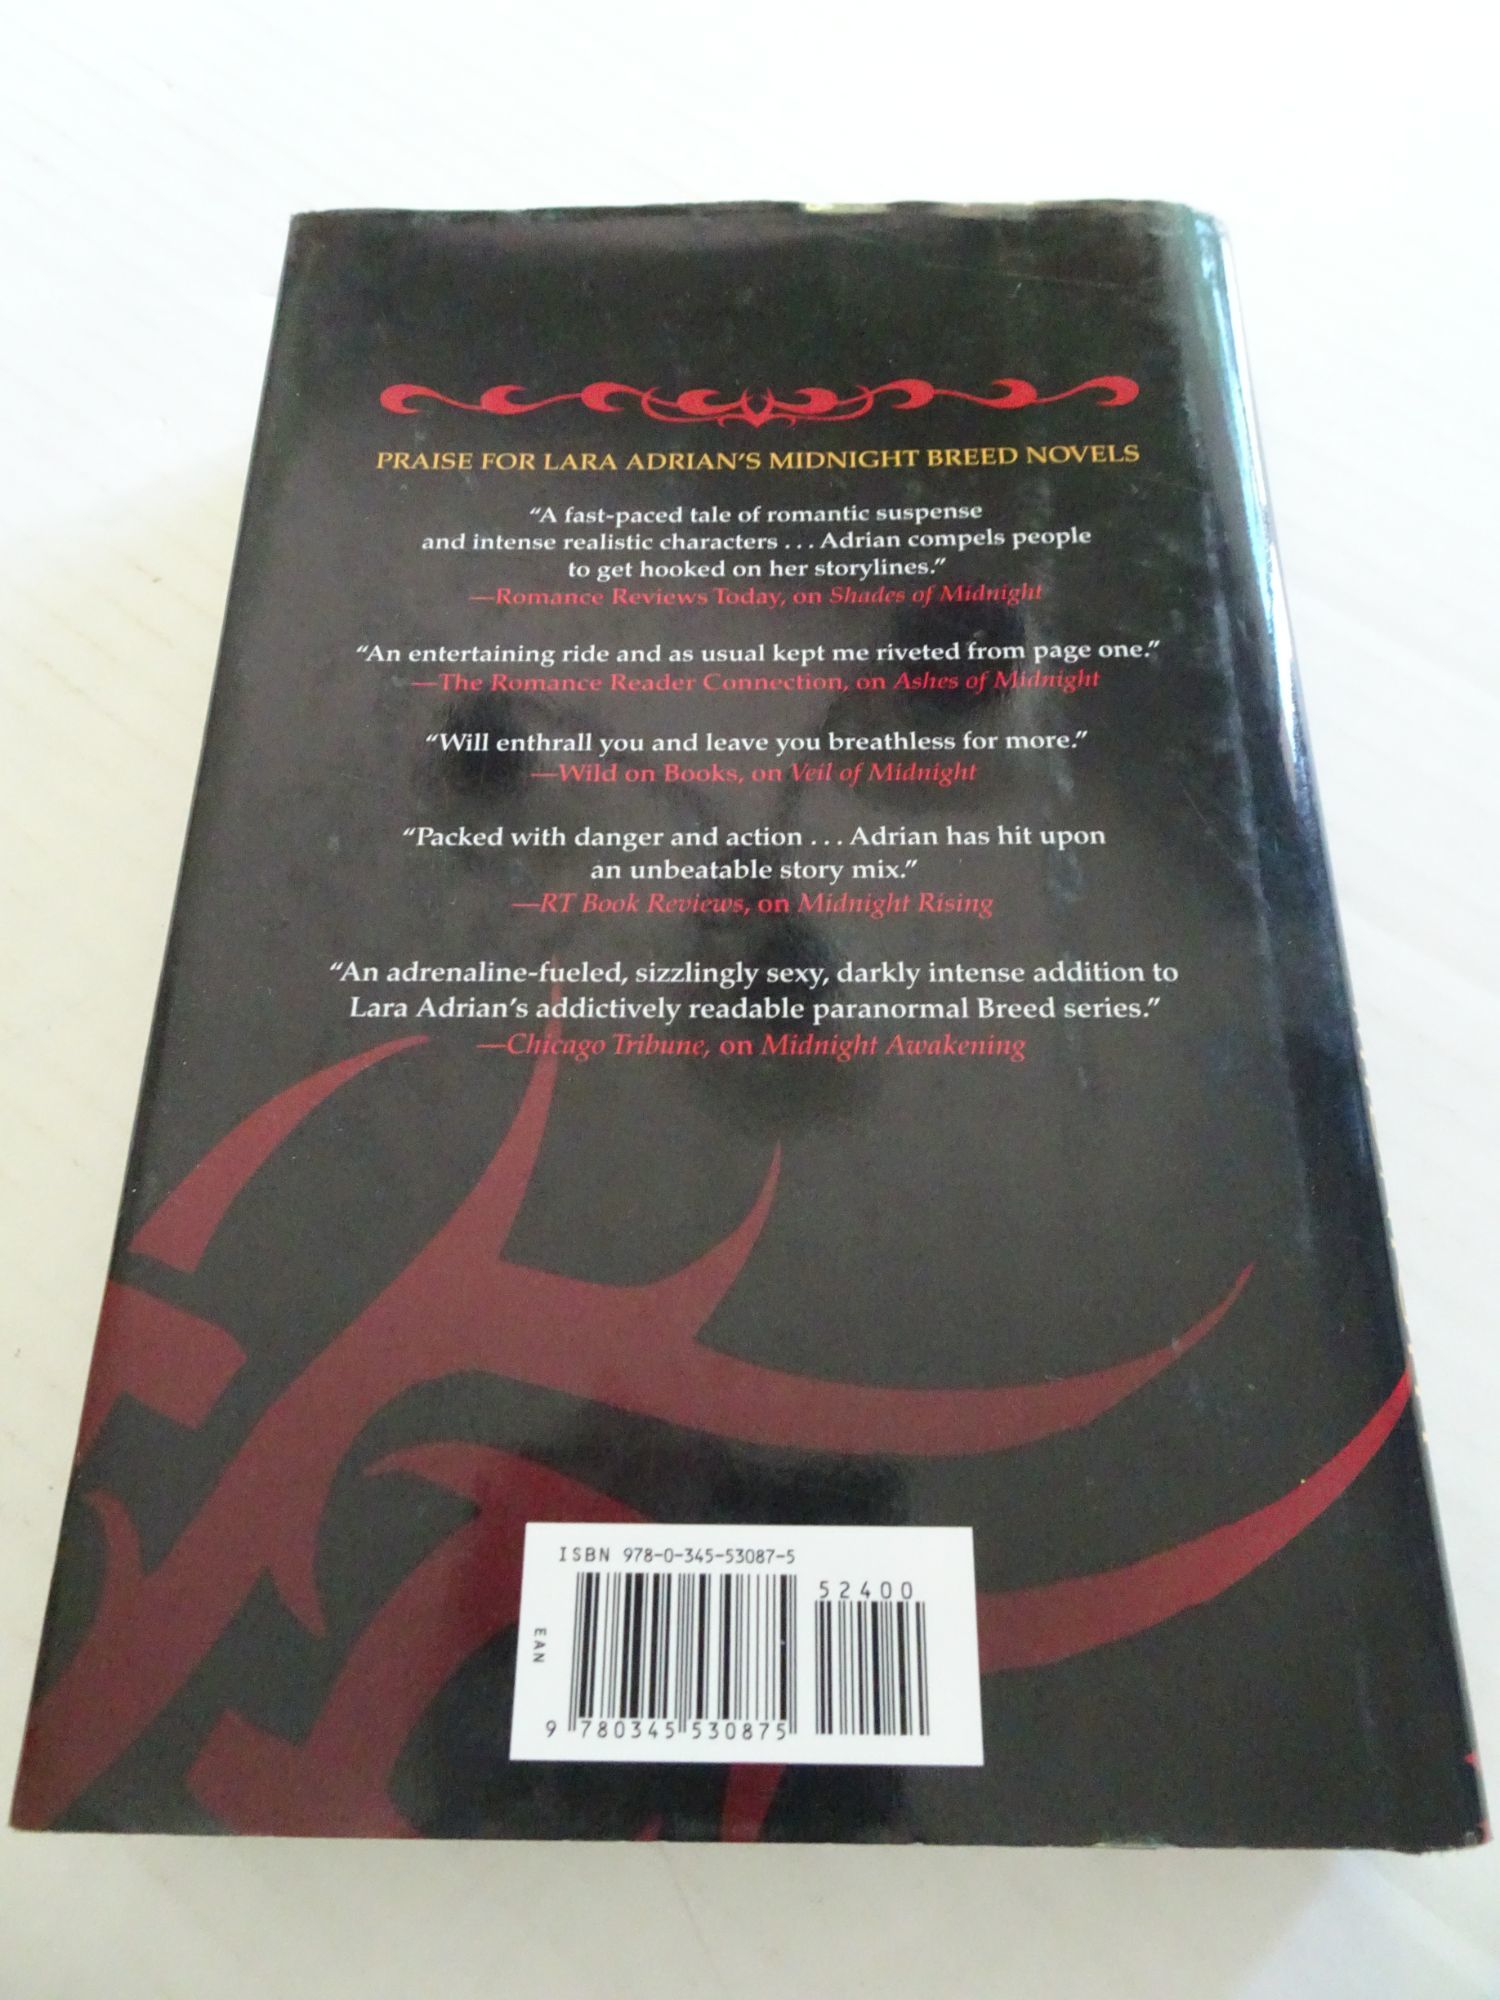 PRAISE FOR LARA ADRIAN'S MIDNIGHT BREED NOVELS
“A fast-paced tale of romantic suspense
and intense realistic characters . . . Adrian compels people
to get hooked on her storylines.”
—Romance Reviews Today, on Shades of Midnight
“An entertaining ride and as usual kept me riveted from page one.”
—The Romance Reader Connection, on Ashes of Midnight
“Will enthrall you and leave you breathless for more.”
—Wild on Books, on Veil of Midnight
“Packed with danger and action . . . Adrian has hit upon
an unbeatable story mix.”
—RT Book Reviews, on Midnight Rising
“An adrenaline-fueled, sizzlingly sexy, darkly intense addition to
Lara Adrian's addictively readable paranormal Breed series.”
—Chicago Tribune, on Midnight Awakening
ISBN 978-0-345-53087-5
52400
EAN
9 780345 530875